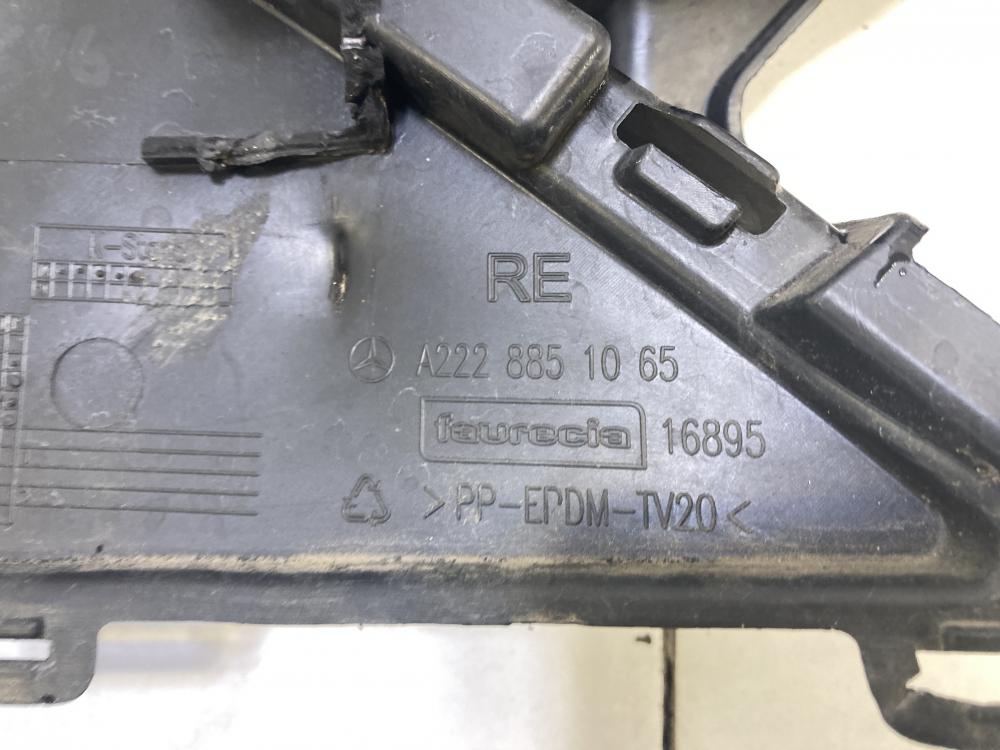 RE
A222 885 10 65
faurecia 16895
>PP-EPDM-TV20<